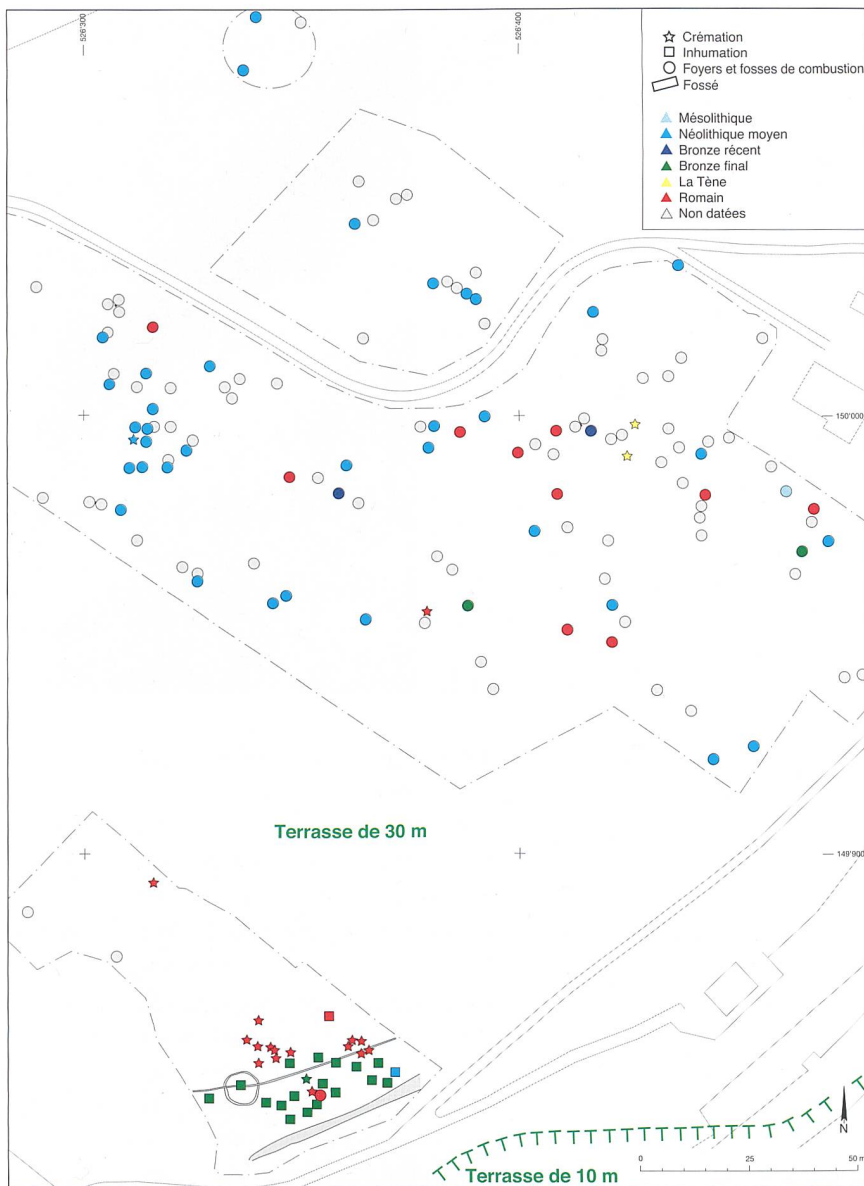 526'300
526'400
Crémation
Inhumation
Foyers et fosses de combustion
Fossé
Mésolithique
Néolithique moyen
Bronze récent
Bronze final
La Tène
Romain
Non datées
150'000
Terrasse de 30 m
149'900
N
0 25 50 m
Terrasse de 10 m